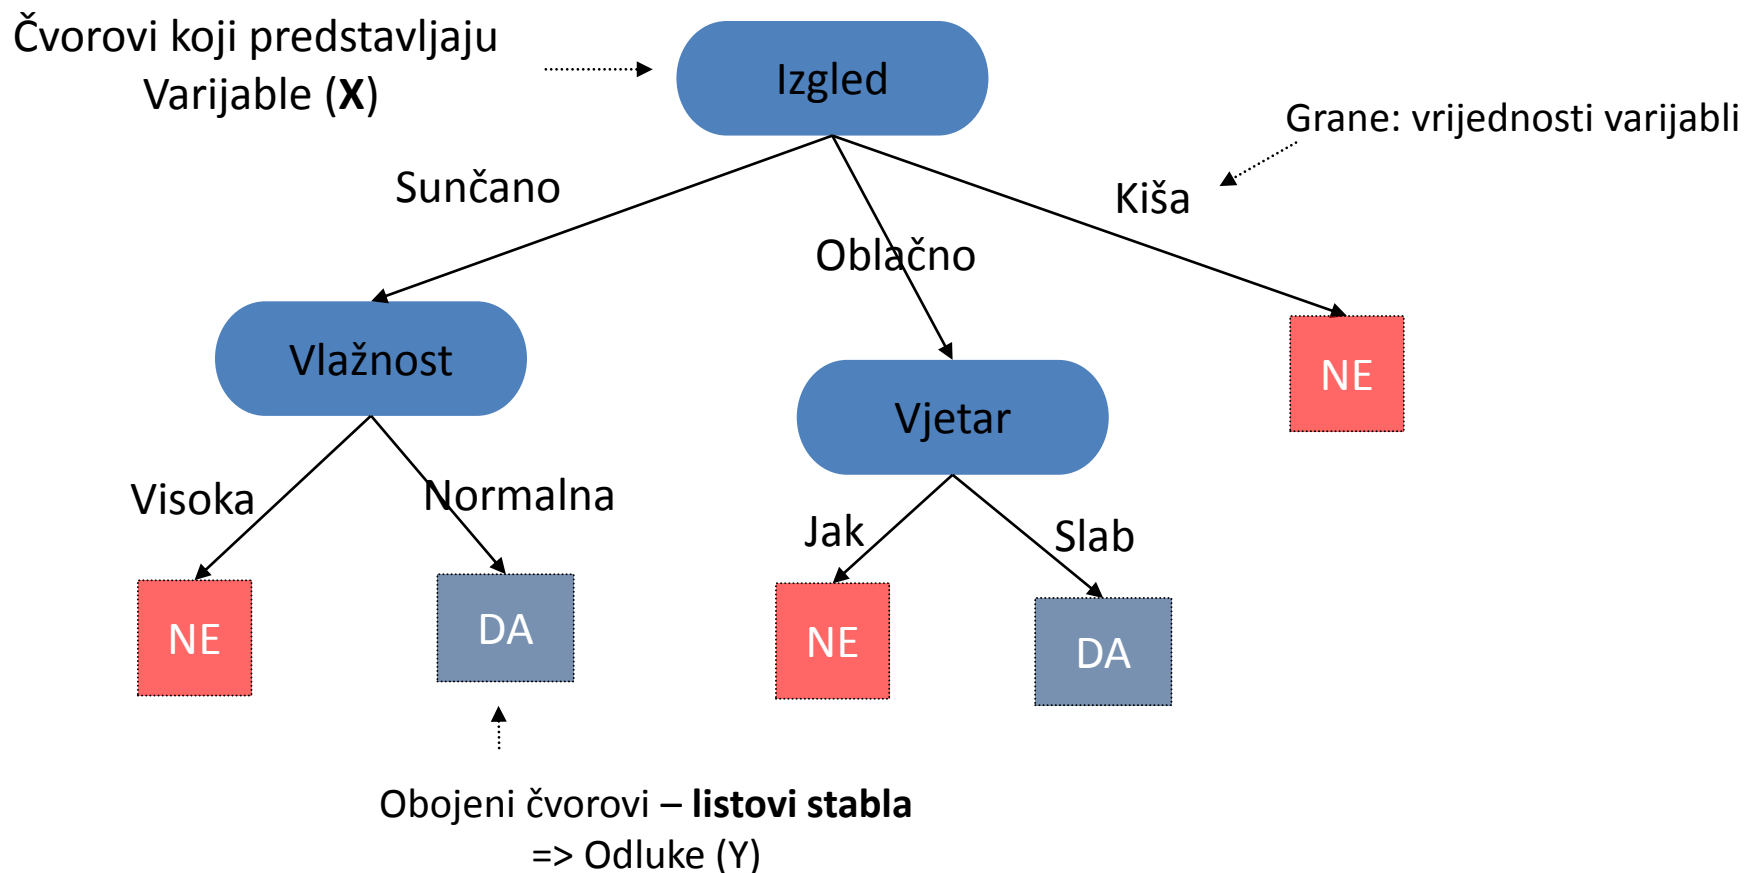 Čvorovi koji predstavljaju
Varijable (X)
Izgled
Grane: vrijednosti varijabli
Sunčano
Kiša
Oblačno
Vlažnost
NE
Vjetar
Visoka
Normalna
Jak
Slab
NE
DA
NE
DA
Obojeni čvorovi – listovi stabla
=> Odluke (Y)